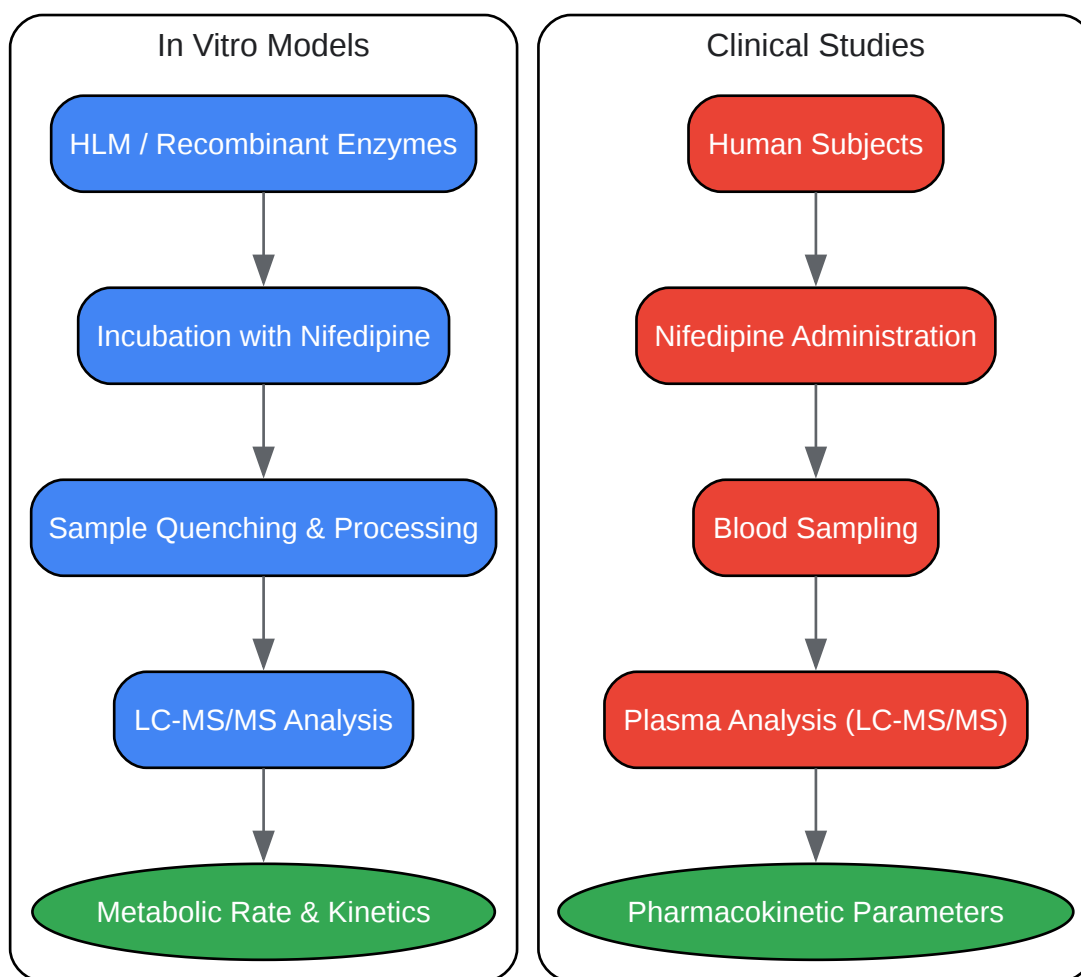 In Vitro Models
HLM / Recombinant Enzymes
Incubation with Nifedipine
Sample Quenching & Processing
LC-MS/MS Analysis
Metabolic Rate & Kinetics
Clinical Studies
Human Subjects
Nifedipine Administration
Blood Sampling
Plasma Analysis (LC-MS/MS)
Pharmacokinetic Parameters